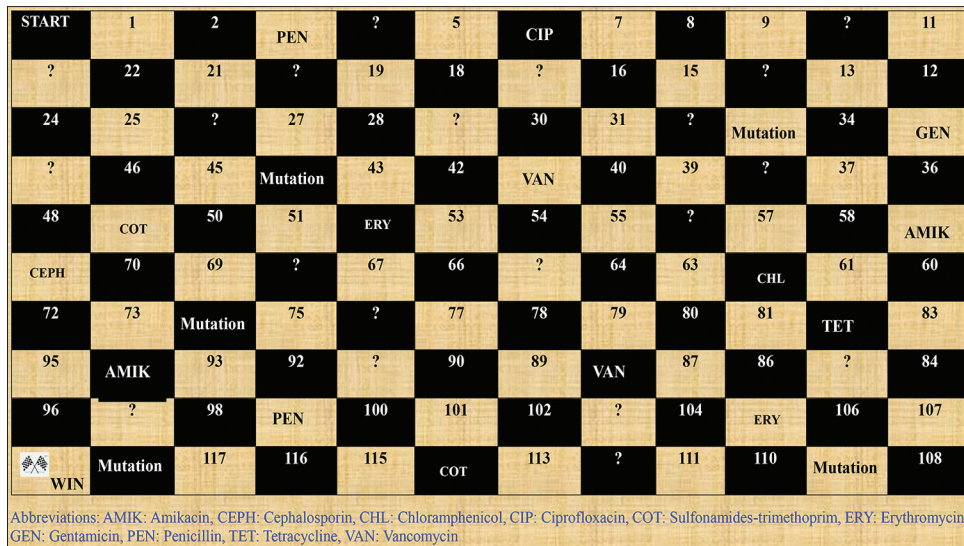 START 1 2 PEN ? 5 CIP 7 8 9 ? 11
? 22 21 ? 19 18 ? 16 15 ? 13 12
24 25 ? 27 28 ? 30 31 ? Mutation 34 GEN
? 46 45 Mutation 43 42 VAN 40 39 ? 37 36
48 COT 50 51 ERY 53 54 55 ? 57 58 AMIK
CEPH 70 69 ? 67 66 ? 64 63 CHL 61 60
72 73 Mutation 75 ? 77 78 79 80 81 TET 83
95 AMIK 93 92 ? 90 89 VAN 87 86 ? 84
96 ? 98 PEN 100 101 102 ? 104 ERY 106 107
WIN Mutation 117 116 115 COT 113 ? 111 110 Mutation 108
Abbreviations: AMIK: Amikacin, CEPH: Cephalosporin, CHL: Chloramphenicol, CIP: Ciprofloxacin, COT: Sulfonamides-trimethoprim, ERY: Erythromycin
GEN: Gentamicin, PEN: Penicillin, TET: Tetracycline, VAN: Vancomycin